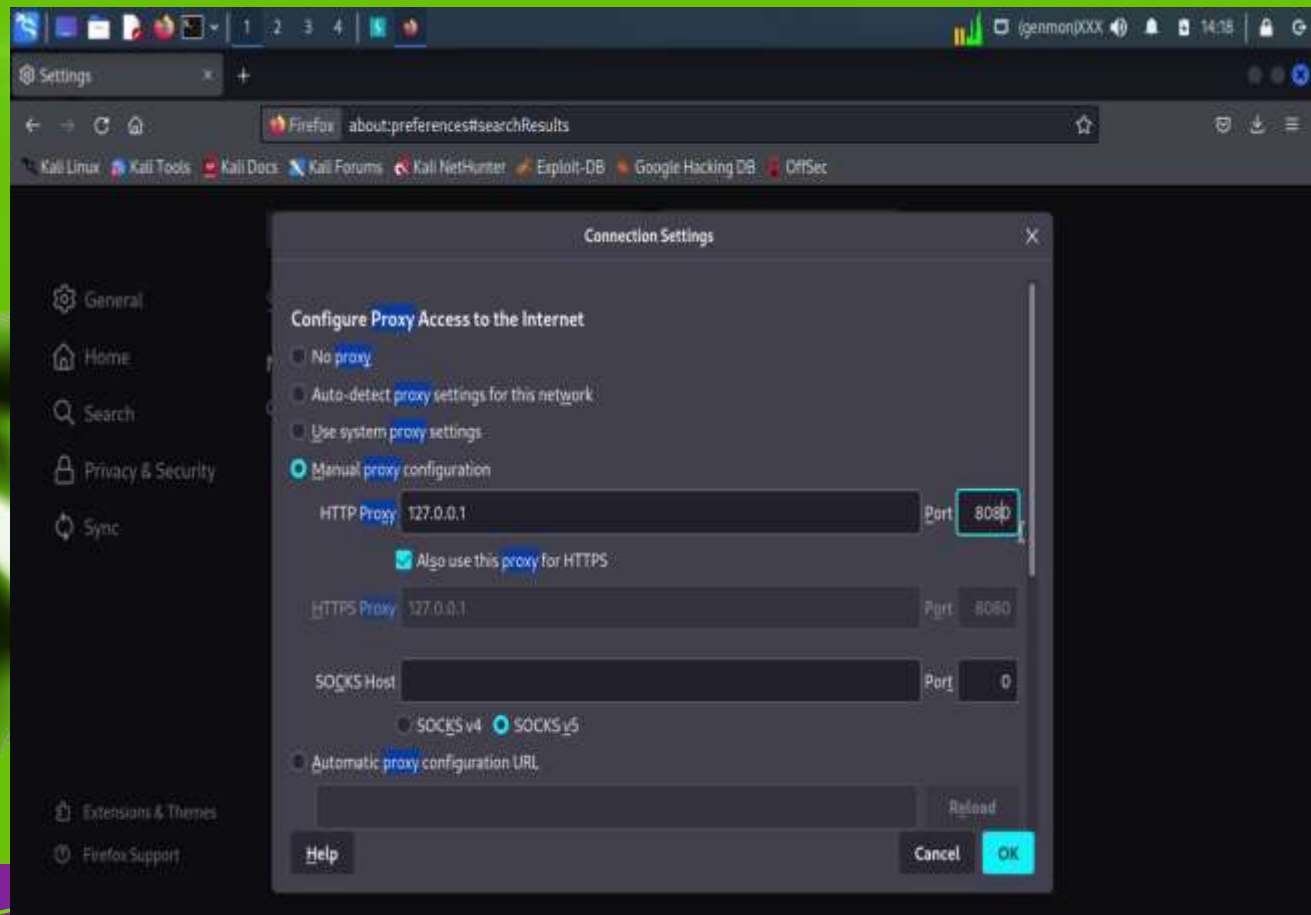 1 2 3 4 (genmon)XXX 14:18
Settings
Firefox about:preferences#searchResults
Kali Linux Kali Tools Kali Docs Kali Forums Kali NetHunter Exploit-DB Google Hacking DB OffSec
Connection Settings
General
Home
Search
Privacy & Security
Sync
Extensions & Themes
Firefox Support
Configure Proxy Access to the Internet
No proxy
Auto-detect proxy settings for this network
Use system proxy settings
Manual proxy configuration
HTTP Proxy 127.0.0.1 Port 8080
Also use this proxy for HTTPS
HTTPS Proxy 127.0.0.1 Port 8080
SOCKS Host Port 0
SOCKS v4 SOCKS v5
Automatic proxy configuration URL
Reload
Help Cancel OK